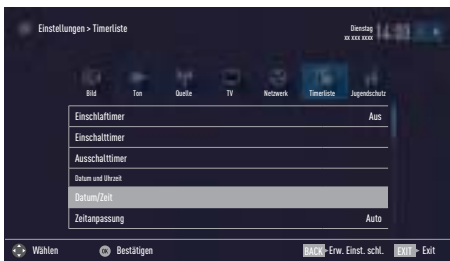 Einstellungen > Timerliste
Dienstag
xx xxx xxxx
Bild Ton Quelle TV Netzwerk Timerliste Jugendschutz
Einschlaftimer Aus
Einschalttimer
Ausschalttimer
Datum und Uhrzeit
Datum/Zeit
Zeitanpassung Auto
Wählen OK Bestätigen BACK Erw. Einst. schl. EXIT Exit